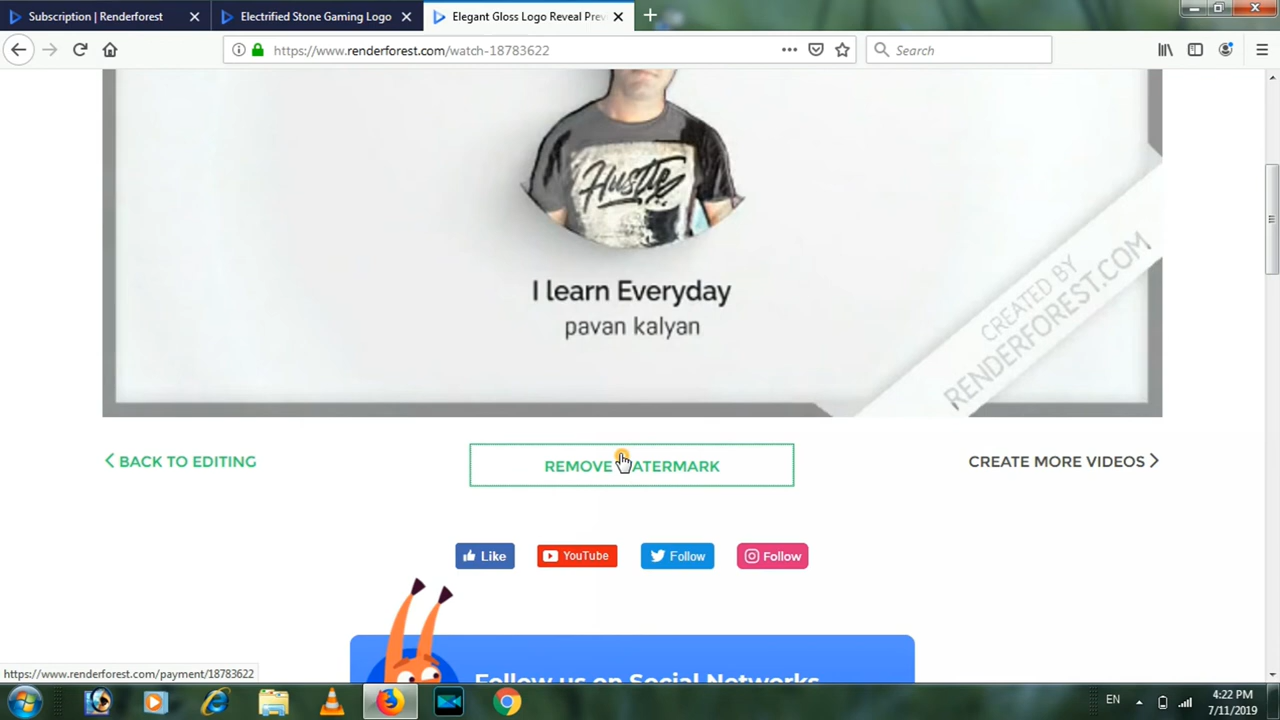 Subscription | Renderforest
Electrified Stone Gaming Logo
Elegant Gloss Logo Reveal Prev
https://www.renderforest.com/watch-18783622
Search
Hustle
I learn Everyday
pavan kalyan
CREATED BY
RENDERFOREST.COM
BACK TO EDITING
REMOVE WATERMARK
CREATE MORE VIDEOS
Like
YouTube
Follow
Follow
Follow us on Social Networks
https://www.renderforest.com/payment/18783622
EN
4:22 PM
7/11/2019